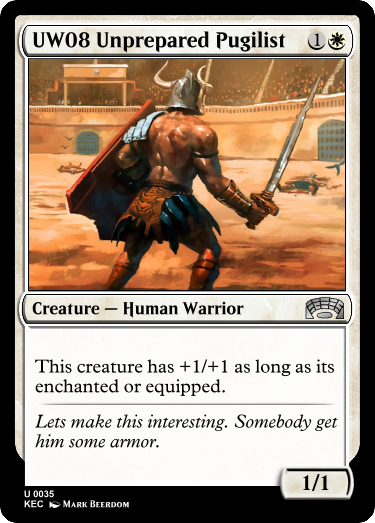 UW08 Unprepared Pugilist 1
Creature — Human Warrior
This creature has +1/+1 as long as its
enchanted or equipped.
Lets make this interesting. Somebody get
him some armor.
1/1
U 0035
KEC Mark Beerdom